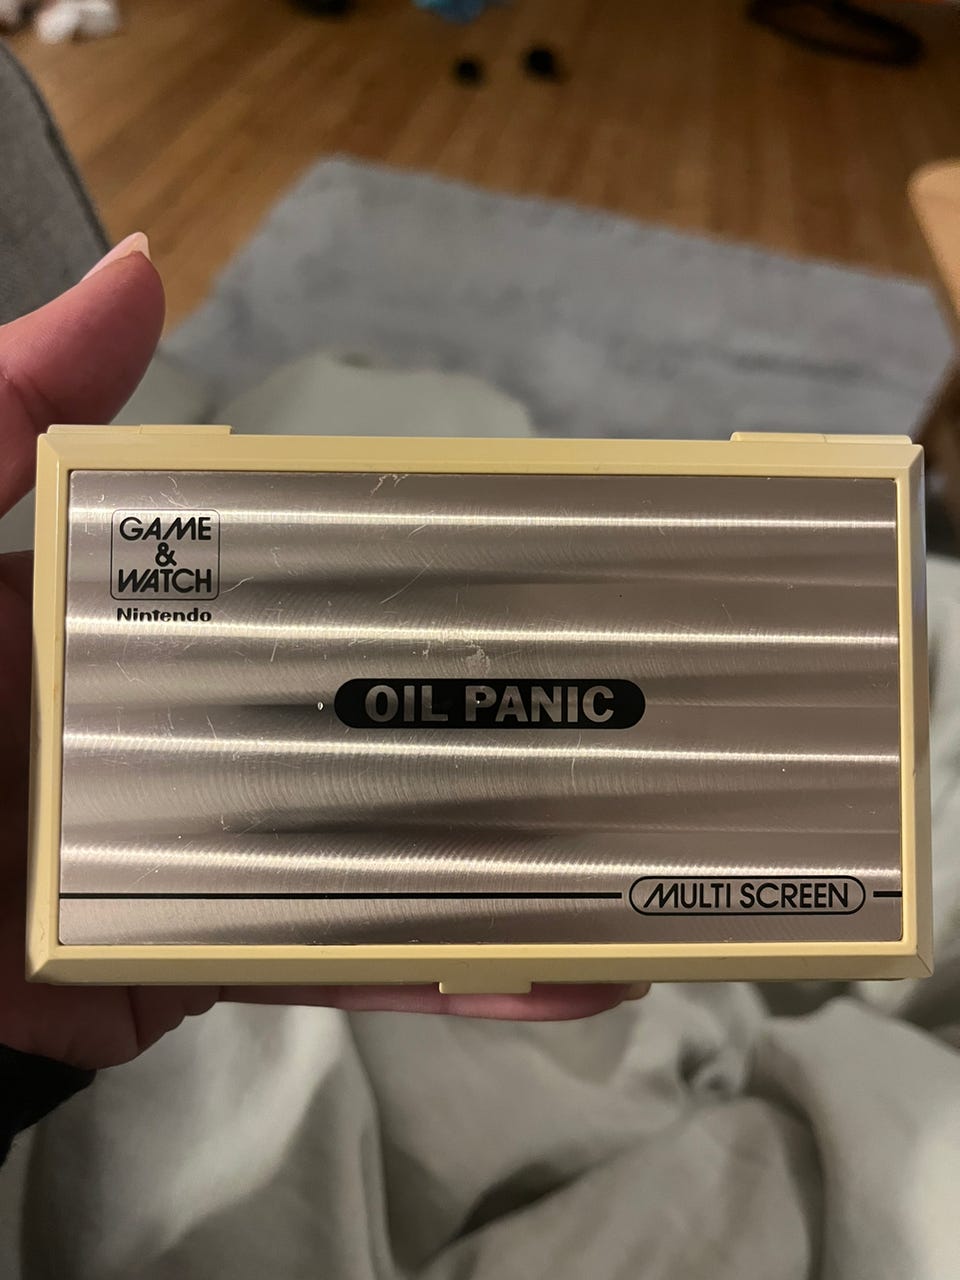 GAME
&
WATCH
Nintendo
OIL PANIC
MULTI SCREEN